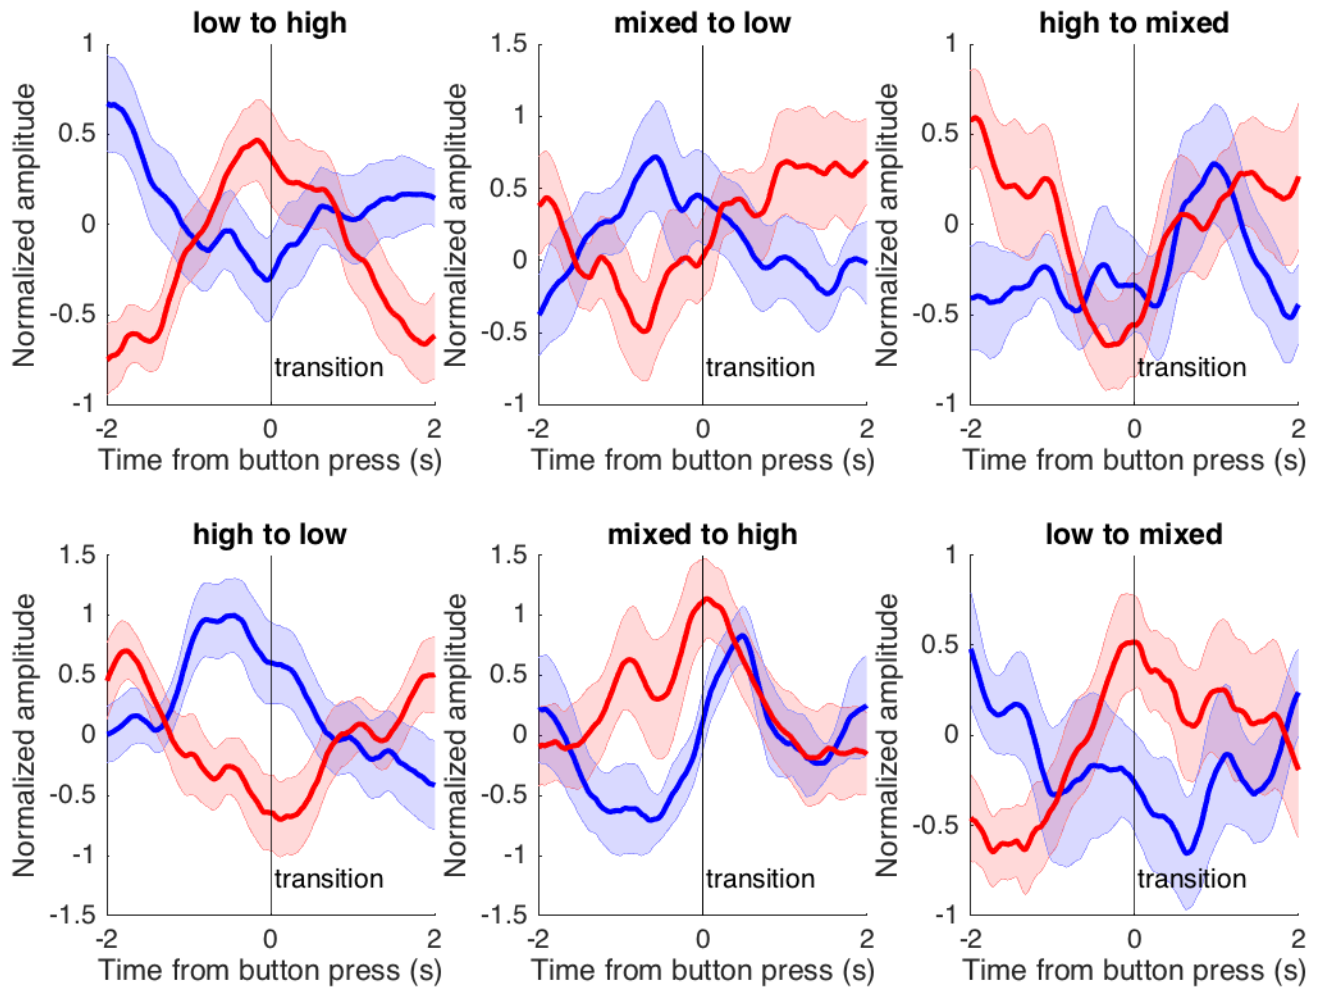 low to high
mixed to low
high to mixed
1
0.5
0
-0.5
-1
Normalized amplitude
transition
-2
0
2
Time from button press (s)
1.5
1
0.5
0
-0.5
-1
Normalized amplitude
transition
-2
0
2
Time from button press (s)
1
0.5
0
-0.5
-1
Normalized amplitude
transition
-2
0
2
Time from button press (s)
high to low
mixed to high
low to mixed
1.5
1
0.5
0
-0.5
-1
-1.5
Normalized amplitude
transition
-2
0
2
Time from button press (s)
1.5
1
0.5
0
-0.5
-1
-1.5
Normalized amplitude
transition
-2
0
2
Time from button press (s)
1
0.5
0
-0.5
-1
Normalized amplitude
transition
-2
0
2
Time from button press (s)